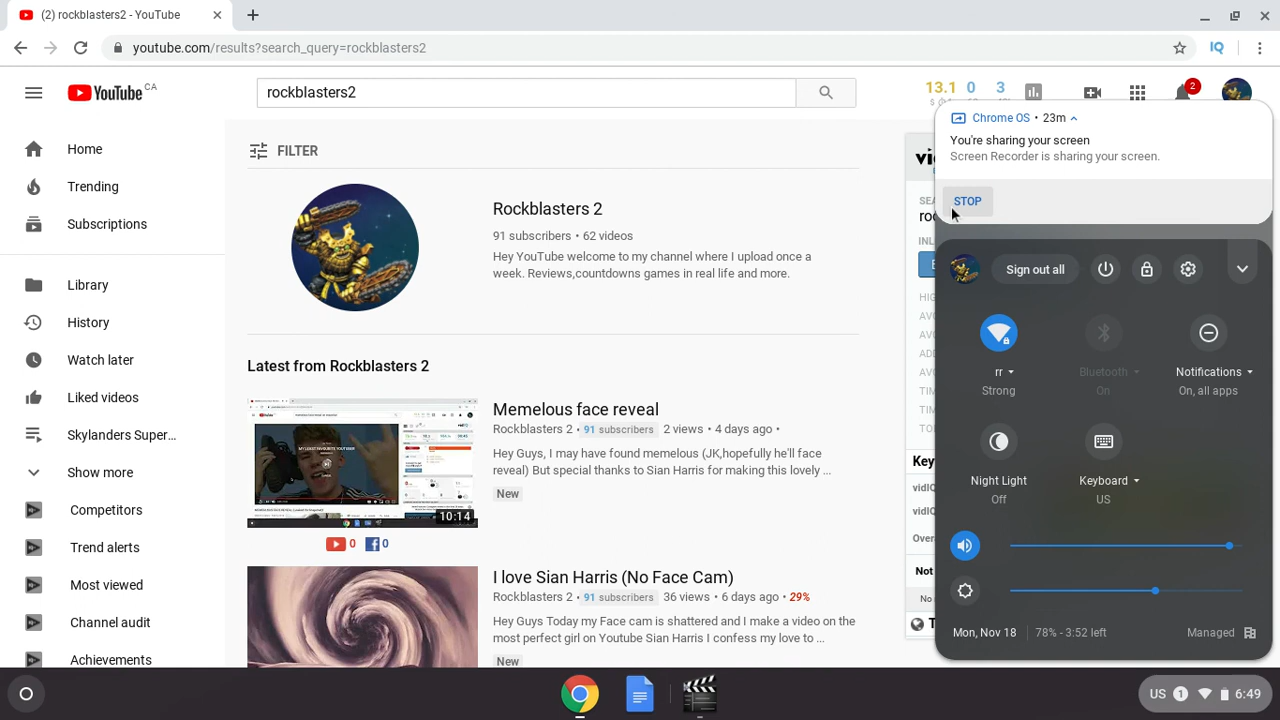 (2) rockblasters2 - YouTube
youtube.com/results?search_query=rockblasters2
IQ
YouTube CA
rockblasters2
13.1 0 3
2
Home
Trending
Subscriptions
Library
History
Watch later
Liked videos
Skylanders Super...
Show more
Competitors
Trend alerts
Most viewed
Channel audit
Achievements
FILTER
Rockblasters 2
91 subscribers • 62 videos
Hey YouTube welcome to my channel where I upload once a
week. Reviews,countdowns games in real life and more.
Latest from Rockblasters 2
Memelous face reveal
Rockblasters 2 • 91 subscribers 2 views • 4 days ago •
Hey Guys, I may have found memelous (JK,hopefully he'll face
reveal) But special thanks to Sian Harris for making this lovely ...
New
10:14
0 0
I love Sian Harris (No Face Cam)
Rockblasters 2 • 91 subscribers 36 views • 6 days ago • 29%
Hey Guys Today my Face cam is shattered and I make a video on the
most perfect girl on Youtube Sian Harris I confess my love to ...
New
Chrome OS • 23m
You're sharing your screen
Screen Recorder is sharing your screen.
STOP
Sign out all
rr
Strong
Bluetooth
On
Notifications
On, all apps
Night Light
Off
Keyboard
US
Mon, Nov 18
78% - 3:52 left
Managed
US 1 6:49